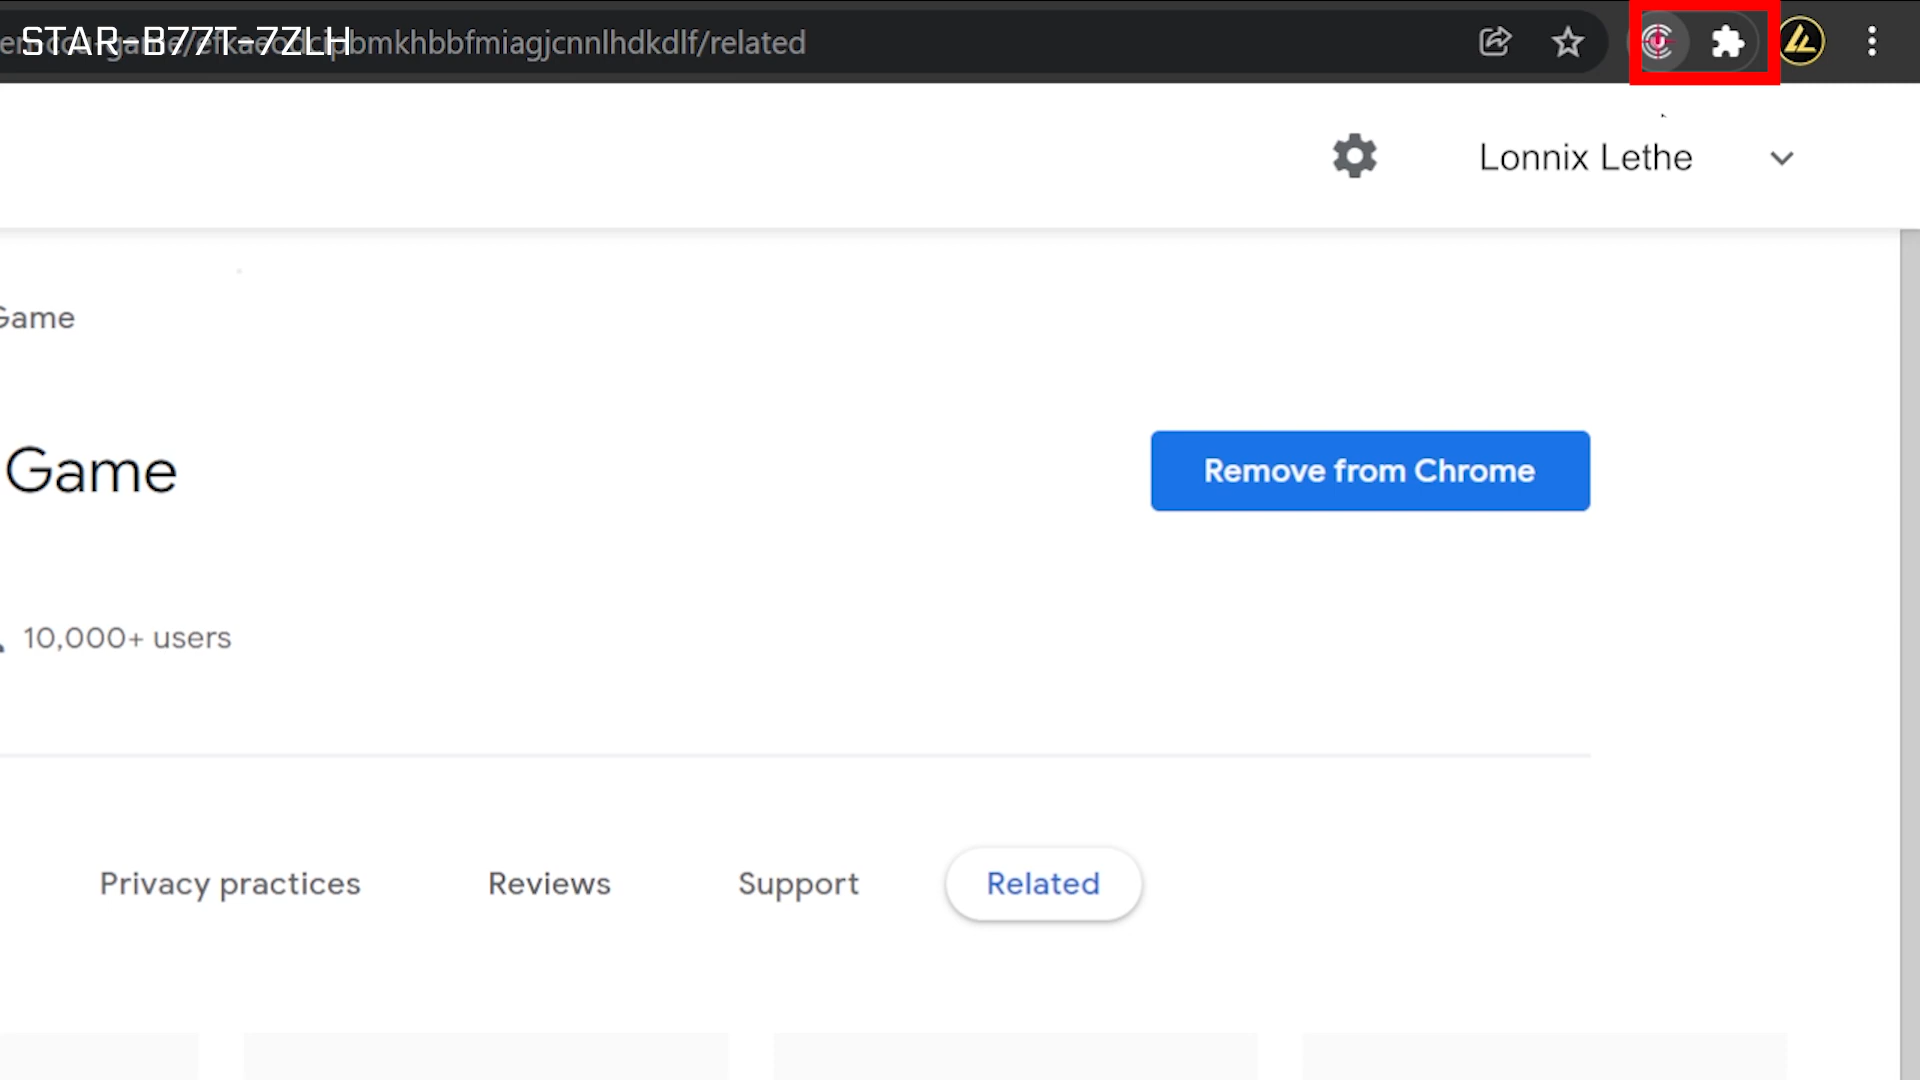 STAR-B77T-7ZLH
bmkhbbfmiagjcnnlhdkdlf/related
Lonnix Lethe
Game
Game
Remove from Chrome
10,000+ users
Privacy practices
Reviews
Support
Related